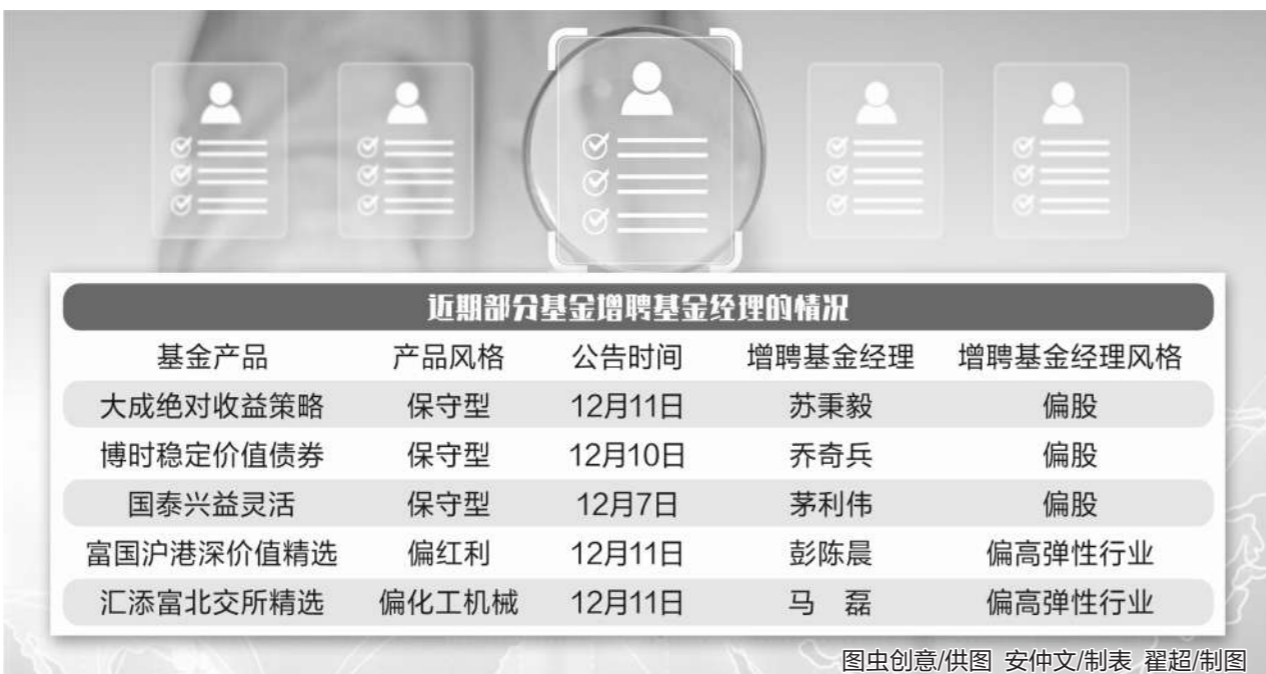 近期部分基金增聘基金经理的情况
基金产品 产品风格 公告时间 增聘基金经理 增聘基金经理风格
大成绝对收益策略 保守型 12月11日 苏秉毅 偏股
博时稳定价值债券 保守型 12月10日 乔奇兵 偏股
国泰兴益灵活 保守型 12月7日 茅利伟 偏股
富国沪港深价值精选 偏红利 12月11日 彭陈晨 偏高弹性行业
汇添富北交所精选 偏化工机械 12月11日 马 磊 偏高弹性行业
图虫创意/供图 安仲文/制表 翟超/制图